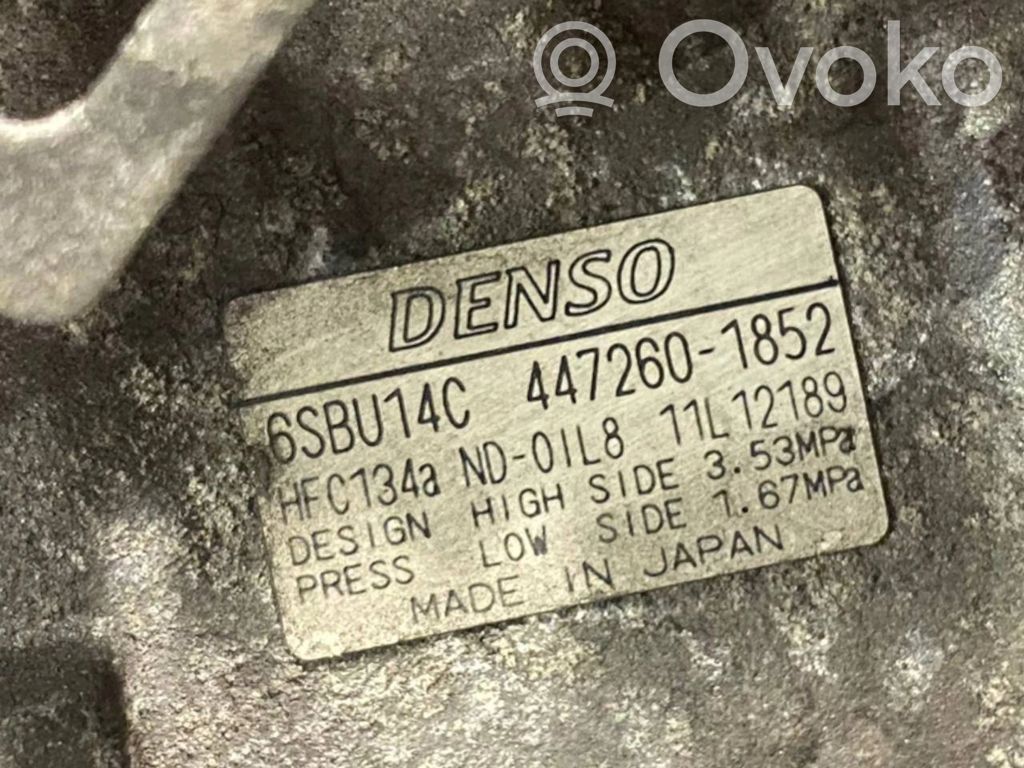 Ovoko
DENSO
6SBU14C 447260-1852
HFC134a ND-OIL8 11L12189
DESIGN HIGH SIDE 3.53MPa
PRESS LOW SIDE 1.67MPa
MADE IN JAPAN